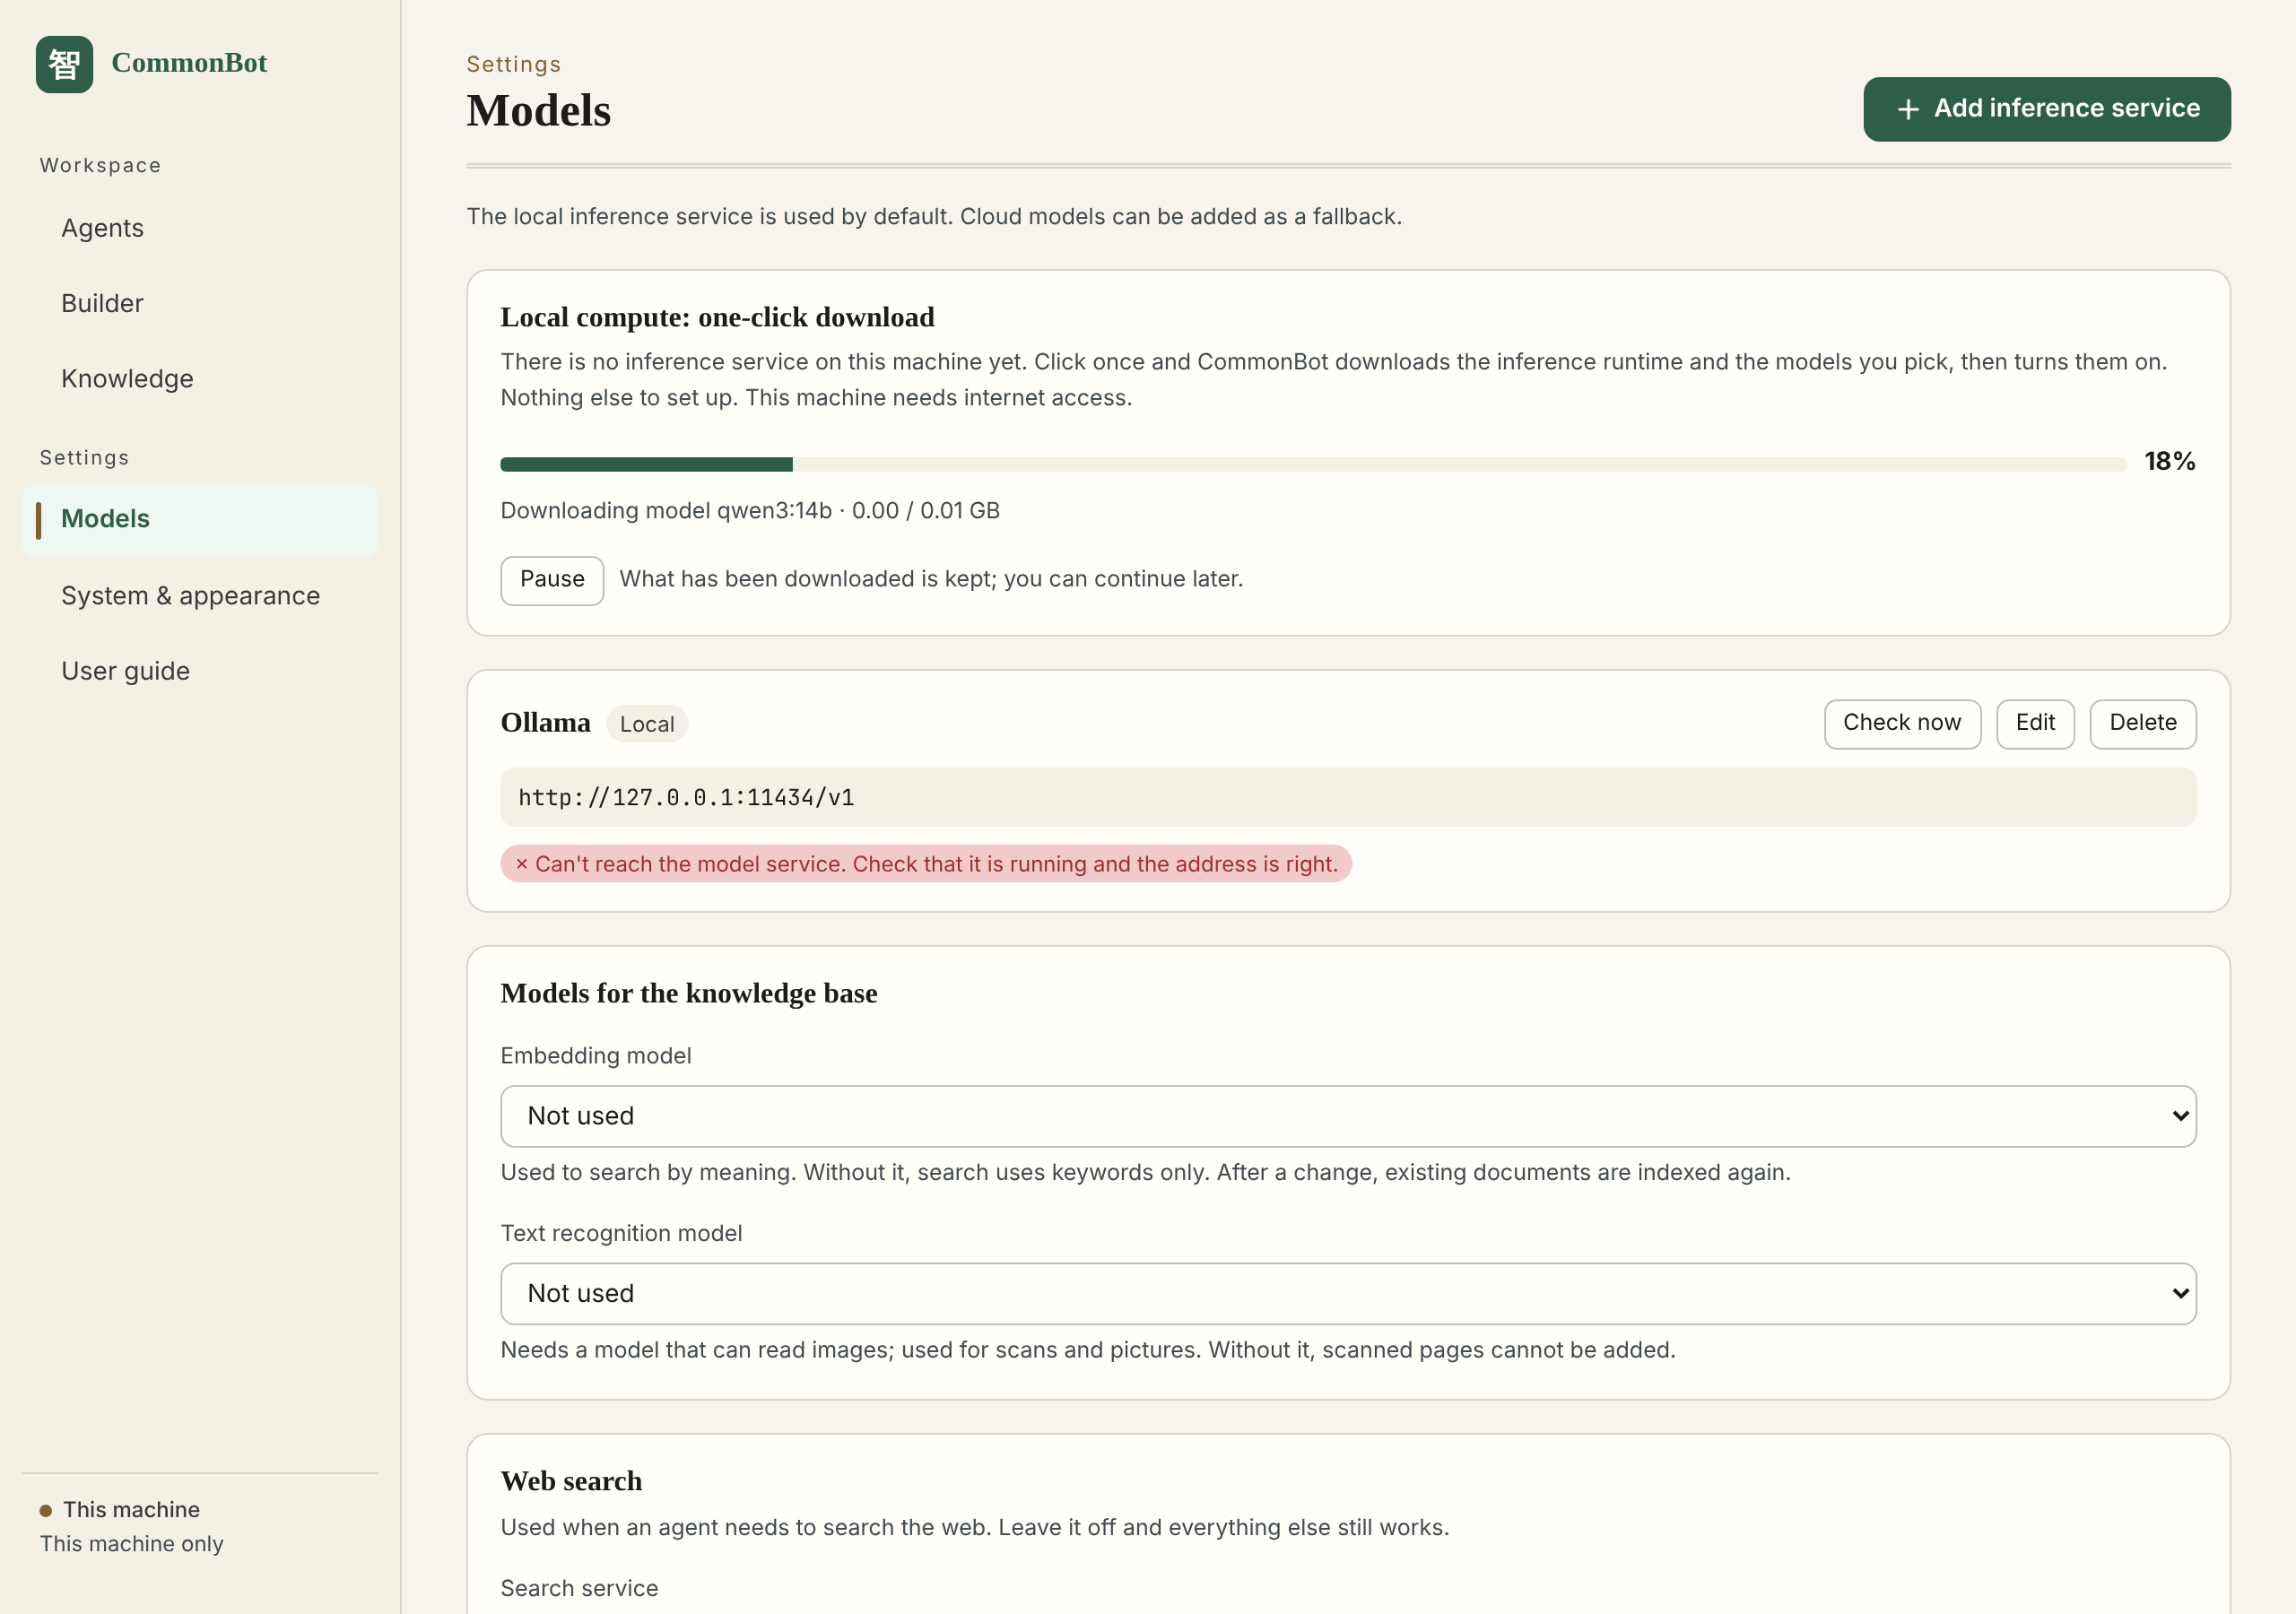 智 CommonBot
Workspace
Agents
Builder
Knowledge
Settings
Models
System & appearance
User guide
This machine
This machine only
Settings
Models
+ Add inference service
The local inference service is used by default. Cloud models can be added as a fallback.
Local compute: one-click download
There is no inference service on this machine yet. Click once and CommonBot downloads the inference runtime and the models you pick, then turns them on.
Nothing else to set up. This machine needs internet access.
18%
Downloading model qwen3:14b · 0.00 / 0.01 GB
Pause What has been downloaded is kept; you can continue later.
Ollama Local Check now Edit Delete
http://127.0.0.1:11434/v1
× Can't reach the model service. Check that it is running and the address is right.
Models for the knowledge base
Embedding model
Not used
Used to search by meaning. Without it, search uses keywords only. After a change, existing documents are indexed again.
Text recognition model
Not used
Needs a model that can read images; used for scans and pictures. Without it, scanned pages cannot be added.
Web search
Used when an agent needs to search the web. Leave it off and everything else still works.
Search service